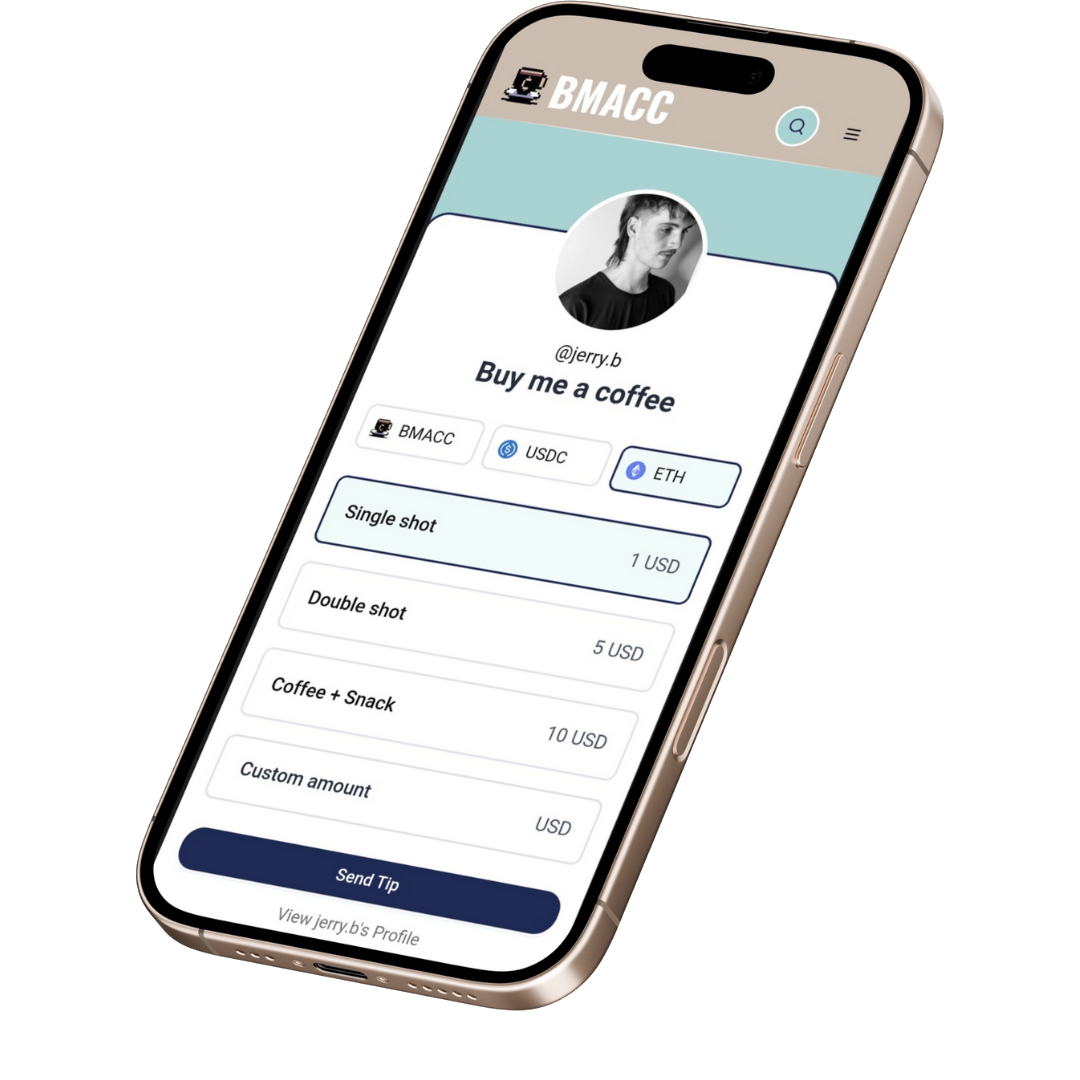 BMACC
@jerry.b
Buy me a coffee
BMACC USDC ETH
Single shot
1 USD
Double shot
5 USD
Coffee + Snack
10 USD
Custom amount
USD
Send Tip
View jerry.b's Profile